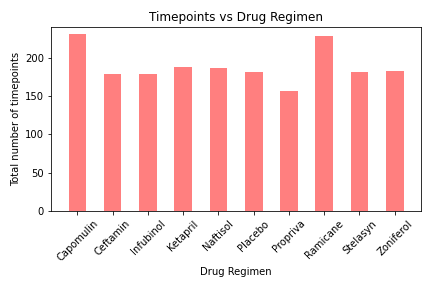 Timepoints vs Drug Regimen
Total number of timepoints
200
150
100
50
0
Capomulin
Ceftamin
Infubinol
Ketapril
Naftisol
Placebo
Propriva
Ramicane
Stelasyn
Zoniferol
Drug Regimen